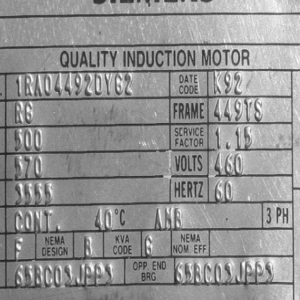 SIEMENS
QUALITY INDUCTION MOTOR
1RA04492DYG2 DATE CODE K92
RG FRAME 449TS
500 SERVICE FACTOR 1.15
570 VOLTS 460
3555 HERTZ 60
CONT 40°C AMB 3 PH
F NEMA DESIGN B KVA CODE G NEMA NOM. EFF
65BC03JPP3 OPP. END BRG. 65BC03JPP3